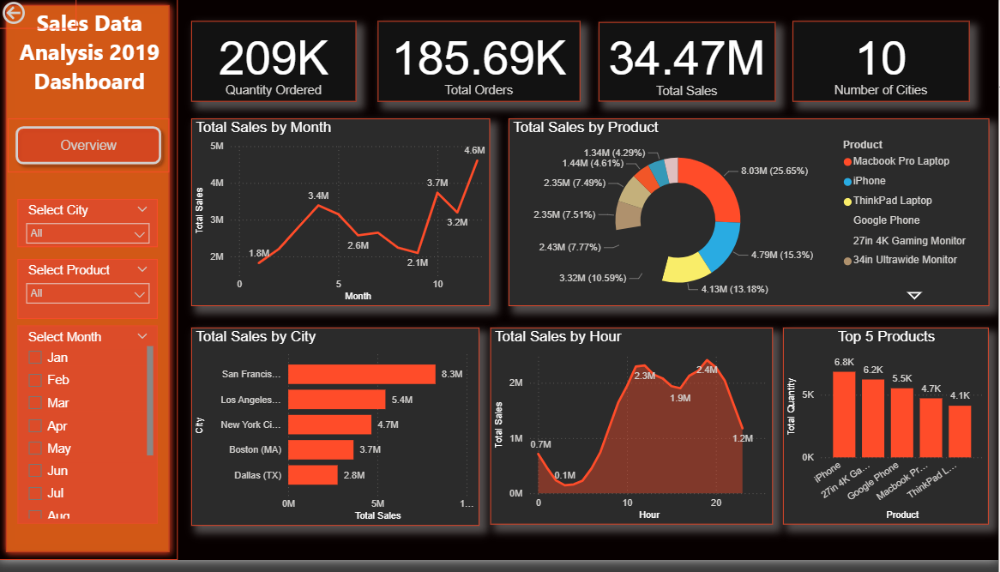 Sales Data
Analysis 2019
Dashboard
Overview
Select City
All
Select Product
All
Select Month
Jan
Feb
Mar
Apr
May
Jun
Jul
Aug
209K
Quantity Ordered
185.69K
Total Orders
34.47M
Total Sales
10
Number of Cities
Total Sales by Month
5M
4M
3M
2M
Total Sales
1.8M
3.4M
2.6M
2.1M
3.7M
3.2M
4.6M
0
5
10
Month
Total Sales by Product
1.34M (4.29%)
1.44M (4.61%)
2.35M (7.49%)
2.35M (7.51%)
2.43M (7.77%)
3.32M (10.59%)
8.03M (25.65%)
4.79M (15.3%)
4.13M (13.18%)
Product
Macbook Pro Laptop
iPhone
ThinkPad Laptop
Google Phone
27in 4K Gaming Monitor
34in Ultrawide Monitor
Total Sales by City
City
San Francis... 8.3M
Los Angeles... 5.4M
New York Ci... 4.7M
Boston (MA) 3.7M
Dallas (TX) 2.8M
0M
5M
1...
Total Sales
Total Sales by Hour
2M
1M
0M
Total Sales
0.7M
0.1M
2.3M
1.9M
2.4M
1.2M
0
10
20
Hour
Top 5 Products
Total Quantity
5K
0K
6.8K
6.2K
5.5K
4.7K
4.1K
iPhone
27in 4K Ga...
Google Phone
Macbook Pr...
ThinkPad L...
Product